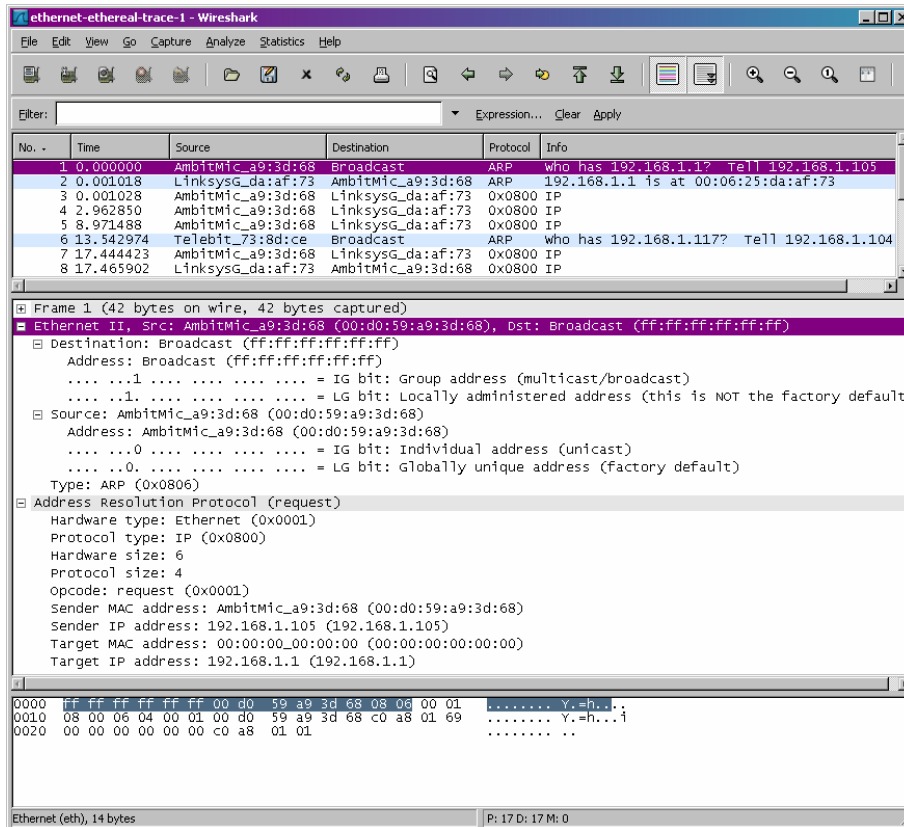 ethernet-ethereal-trace-1 - Wireshark
File Edit View Go Capture Analyze Statistics Help
Filter: Expression... Clear Apply
No. - Time Source Destination Protocol Info
1 0.000000 AmbitMic_a9:3d:68 Broadcast ARP Who has 192.168.1.1? Tell 192.168.1.105
2 0.001018 LinksysG_da:af:73 AmbitMic_a9:3d:68 ARP 192.168.1.1 is at 00:06:25:da:af:73
3 0.001028 AmbitMic_a9:3d:68 LinksysG_da:af:73 0x0800 IP
4 2.962850 AmbitMic_a9:3d:68 LinksysG_da:af:73 0x0800 IP
5 8.971488 AmbitMic_a9:3d:68 LinksysG_da:af:73 0x0800 IP
6 13.542974 Telebit_73:8d:ce Broadcast ARP Who has 192.168.1.117? Tell 192.168.1.104
7 17.444423 AmbitMic_a9:3d:68 LinksysG_da:af:73 0x0800 IP
8 17.465902 LinksysG_da:af:73 AmbitMic_a9:3d:68 0x0800 IP
Frame 1 (42 bytes on wire, 42 bytes captured)
Ethernet II, Src: AmbitMic_a9:3d:68 (00:d0:59:a9:3d:68), Dst: Broadcast (ff:ff:ff:ff:ff:ff)
Destination: Broadcast (ff:ff:ff:ff:ff:ff)
Address: Broadcast (ff:ff:ff:ff:ff:ff)
.... ...1 .... .... .... .... = IG bit: Group address (multicast/broadcast)
.... ..1. .... .... .... .... = LG bit: Locally administered address (this is NOT the factory default
Source: AmbitMic_a9:3d:68 (00:d0:59:a9:3d:68)
Address: AmbitMic_a9:3d:68 (00:d0:59:a9:3d:68)
.... ...0 .... .... .... .... = IG bit: Individual address (unicast)
.... ..0. .... .... .... .... = LG bit: Globally unique address (factory default)
Type: ARP (0x0806)
Address Resolution Protocol (request)
Hardware type: Ethernet (0x0001)
Protocol type: IP (0x0800)
Hardware size: 6
Protocol size: 4
Opcode: request (0x0001)
Sender MAC address: AmbitMic_a9:3d:68 (00:d0:59:a9:3d:68)
Sender IP address: 192.168.1.105 (192.168.1.105)
Target MAC address: 00:00:00_00:00:00 (00:00:00:00:00:00)
Target IP address: 192.168.1.1 (192.168.1.1)
0000 ff ff ff ff ff ff 00 d0 59 a9 3d 68 08 06 00 01 ........ Y.=h....
0010 08 00 06 04 00 01 00 d0 59 a9 3d 68 c0 a8 01 69 ........ Y.=h...i
0020 00 00 00 00 00 00 c0 a8 01 01 ........ ..
Ethernet (eth), 14 bytes P: 17 D: 17 M: 0